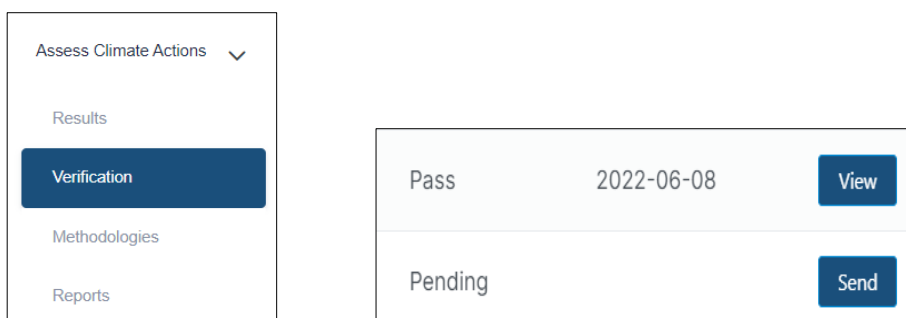 Assess Climate Actions
Results
Verification
Methodologies
Reports
Pass 2022-06-08 View
Pending Send